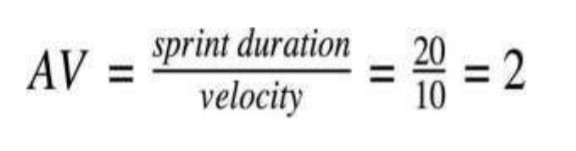 AV = sprint duration / velocity = 20 / 10 = 2